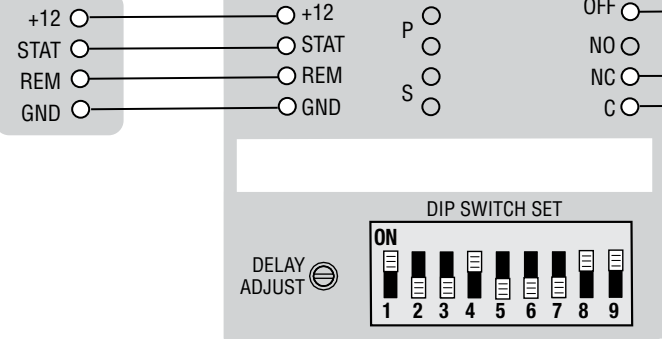 +12
STAT
REM
GND
+12
STAT
REM
GND
P
S
OFF
NO
NC
C
DIP SWITCH SET
ON
DELAY
ADJUST
1 2 3 4 5 6 7 8 9